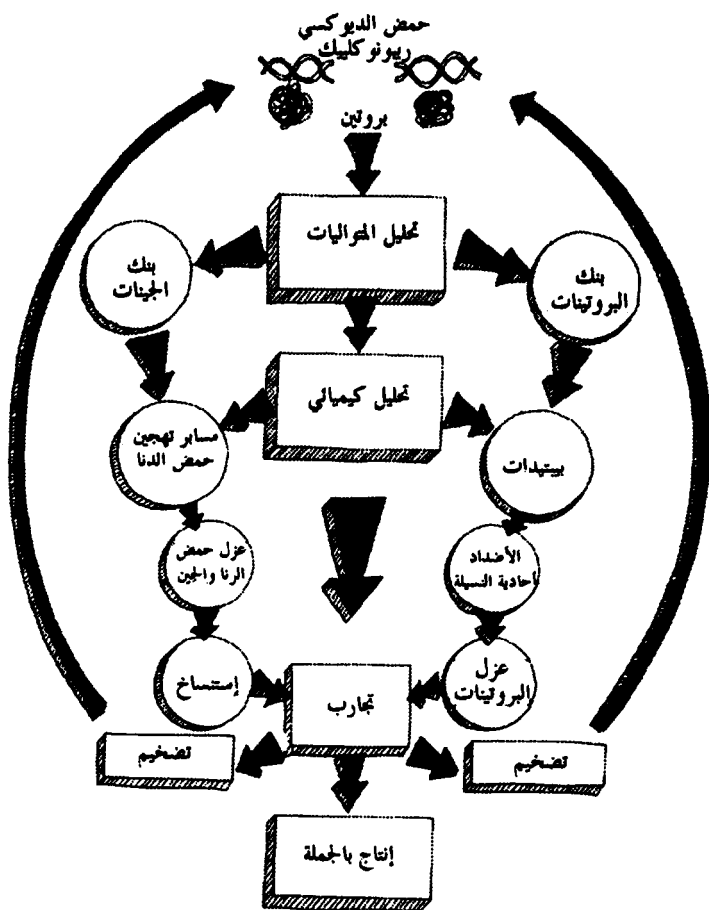 حمض الديوكسي
ريبونوكلييك
بروتين
تحليل المتواليات
بنك
البروتينات
بنك
الجينات
تحليل كيميائي
بيبتيدات
مسابر تهجين
حمض الدنا
الأضداد
أحادية النسيلة
عزل حمض
الرنا والجين
عزل
البروتينات
تجارب
إستنساخ
تضخيم
تضخيم
إنتاج بالجملة